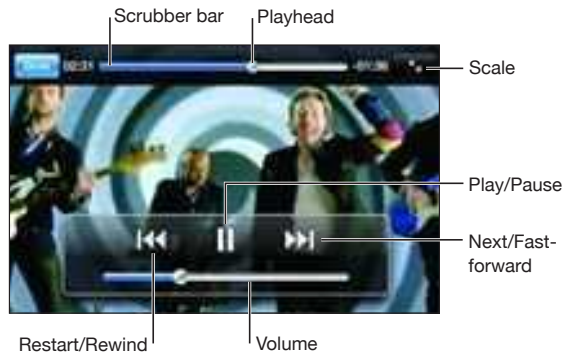 Scrubber bar
Playhead
Scale
Play/Pause
Next/Fast-
forward
Restart/Rewind
Volume